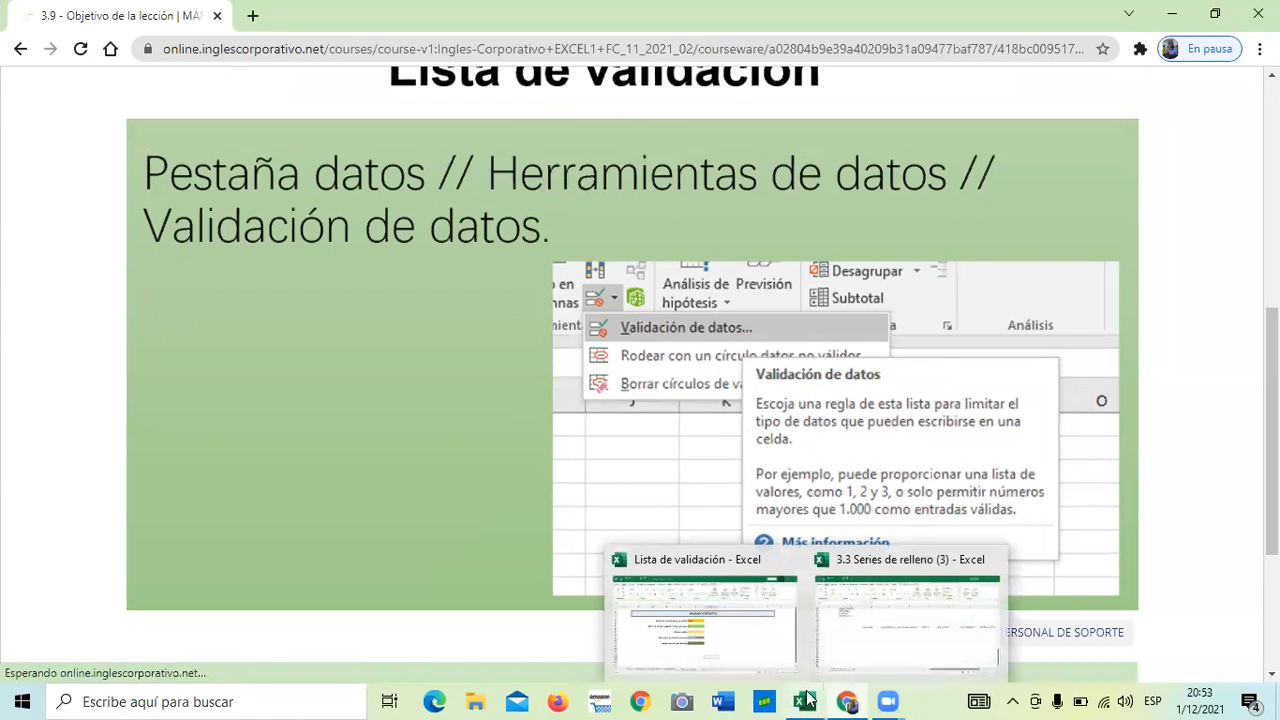 3.9 - Objetivo de la lección | MAN
online.inglescorporativo.net/courses/course-v1:Ingles-Corporativo+EXCEL1+FC_11_2021_02/courseware/a02804b9e39a40209b31a09477baf787/418bc009517...
En pausa
Lista de validación
Pestaña datos // Herramientas de datos //
Validación de datos.
Desagrupar
Análisis de Previsión
hipótesis
Subtotal
Análisis
Validación de datos...
Rodear con un círculo datos no válidos
Borrar círculos de va
J K O
Validación de datos
Escoja una regla de esta lista para limitar el
tipo de datos que pueden escribirse en una
celda.
Por ejemplo, puede proporcionar una lista de
valores, como 1, 2 y 3, o solo permitir números
mayores que 1.000 como entradas válidas.
Más información
Lista de validación - Excel
3.3 Series de relleno (3) - Excel
ERSONAL DE SOPORTE
Esperando online.inglescorporativo.net...
Escribe aquí para buscar
ESP
20:53
1/12/2021
4